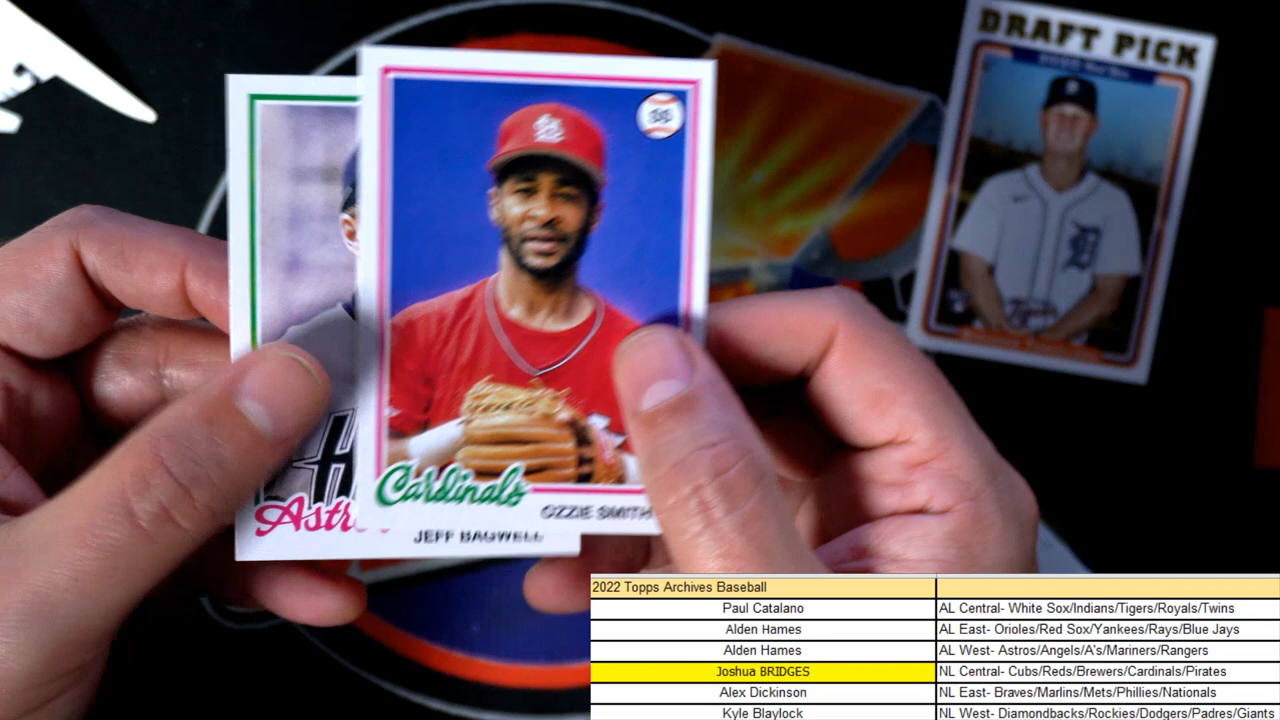 DRAFT PICK
SS
Cardinals
OZZIE SMITH
JEFF BAGWELL
2022 Topps Archives Baseball
Paul Catalano AL Central- White Sox/Indians/Tigers/Royals/Twins
Alden Hames AL East- Orioles/Red Sox/Yankees/Rays/Blue Jays
Alden Hames AL West- Astros/Angels/A's/Mariners/Rangers
Joshua BRIDGES NL Central- Cubs/Reds/Brewers/Cardinals/Pirates
Alex Dickinson NL East- Braves/Marlins/Mets/Phillies/Nationals
Kyle Blaylock NL West- Diamondbacks/Rockies/Dodgers/Padres/Giants